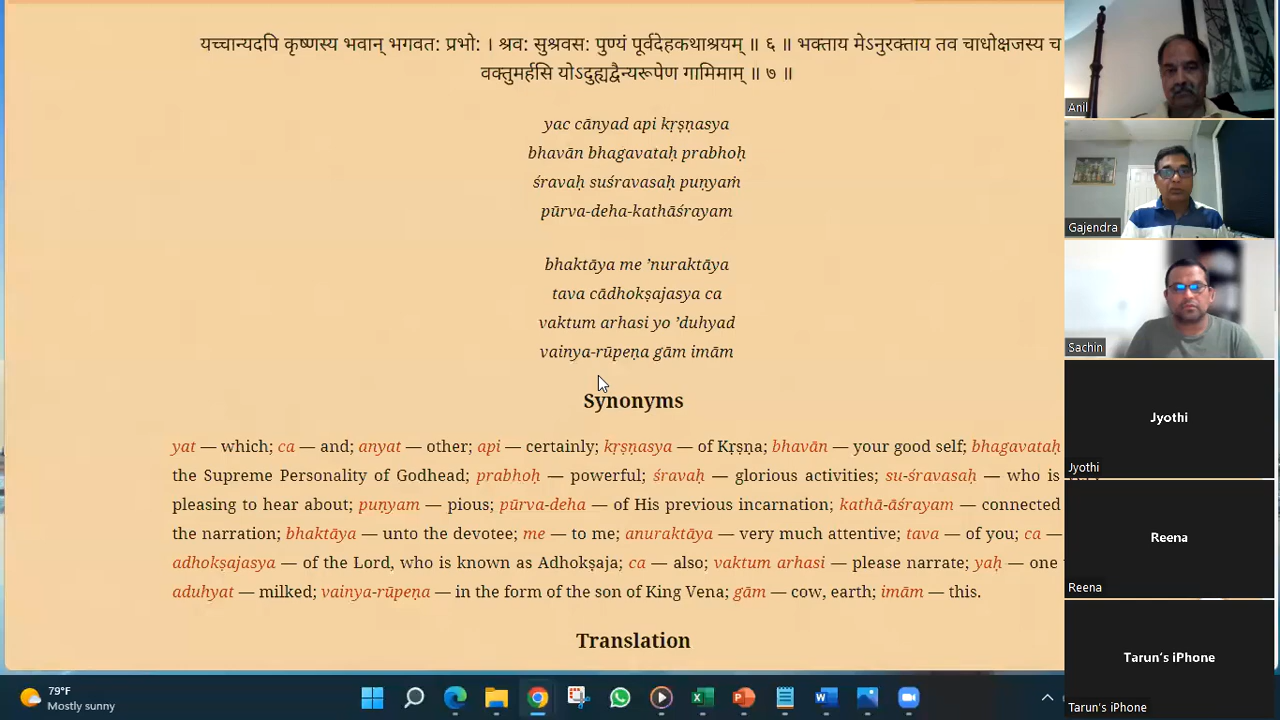 यच्चान्यदपि कृष्णस्य भवान् भगवत: प्रभो: । श्रव: सुश्रवस: पुण्यं पूर्वदेहकथाश्रयम् ॥ ६ ॥ भक्ताय मेऽनुरक्ताय तव चाधोक्षजस्य च
वक्तुमर्हसि योऽदुह्यद्वैन्यरूपेण गामिमाम् ॥ ७ ॥
yac cānyad api kṛṣṇasya
bhavān bhagavataḥ prabhoḥ
śravaḥ suśravasaḥ puṇyaṁ
pūrva-deha-kathāśrayam
bhaktāya me ’nuraktāya
tava cādhokṣajasya ca
vaktum arhasi yo ’duhyad
vainya-rūpeṇa gām imām
Synonyms
yat — which; ca — and; anyat — other; api — certainly; kṛṣṇasya — of Kṛṣṇa; bhavān — your good self; bhagavataḥ
the Supreme Personality of Godhead; prabhoḥ — powerful; śravaḥ — glorious activities; su-śravasaḥ — who is
pleasing to hear about; puṇyam — pious; pūrva-deha — of His previous incarnation; kathā-āśrayam — connected
the narration; bhaktāya — unto the devotee; me — to me; anuraktāya — very much attentive; tava — of you; ca —
adhokṣajasya — of the Lord, who is known as Adhokṣaja; ca — also; vaktum arhasi — please narrate; yaḥ — one
aduhyat — milked; vainya-rūpeṇa — in the form of the son of King Vena; gām — cow, earth; imām — this.
Translation
Anil
Gajendra
Sachin
Jyothi
Jyothi
Reena
Reena
Tarun’s iPhone
Tarun's iPhone
79°F
Mostly sunny